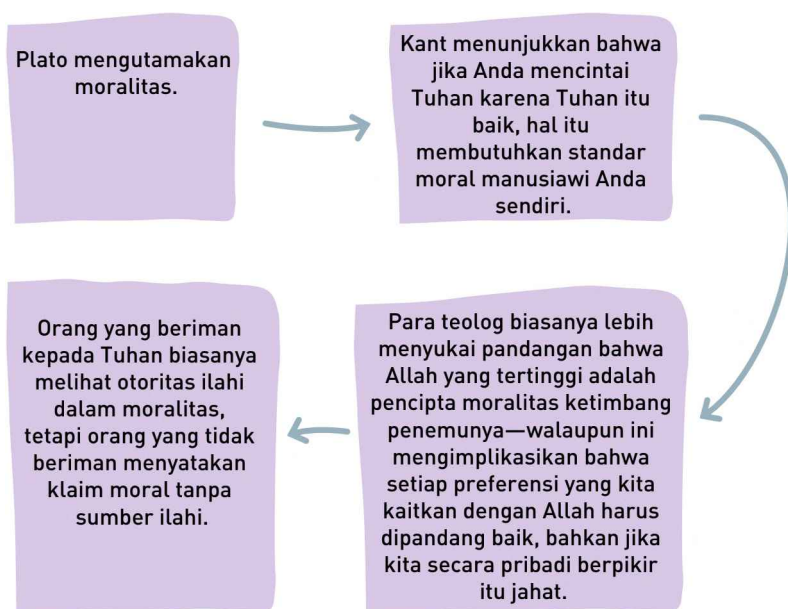 Plato mengutamakan
moralitas.
Kant menunjukkan bahwa
jika Anda mencintai
Tuhan karena Tuhan itu
baik, hal itu
membutuhkan standar
moral manusiawi Anda
sendiri.
Para teolog biasanya lebih
menyukai pandangan bahwa
Allah yang tertinggi adalah
pencipta moralitas ketimbang
penemunya—walaupun ini
mengimplikasikan bahwa
setiap preferensi yang kita
kaitkan dengan Allah harus
dipandang baik, bahkan jika
kita secara pribadi berpikir
itu jahat.
Orang yang beriman
kepada Tuhan biasanya
melihat otoritas ilahi
dalam moralitas,
tetapi orang yang tidak
beriman menyatakan
klaim moral tanpa
sumber ilahi.